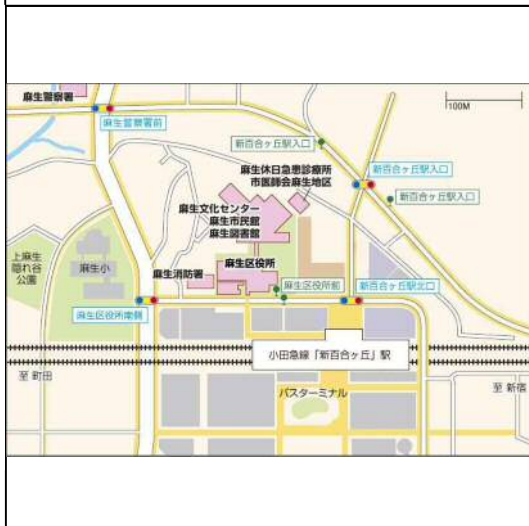 麻生警察署
100M
麻生警察署前
新百合ヶ丘駅入口
麻生休日急患診療所
市医師会麻生地区
新百合ヶ丘駅入口
新百合ヶ丘駅入口
麻生文化センター
麻生市民館
麻生図書館
上麻生
隠れ谷
公園
麻生小
麻生消防署
麻生区役所
麻生区役所前
新百合ヶ丘駅北口
麻生区役所南側
小田急線「新百合ヶ丘」駅
至 町田
バスターミナル
至 新宿